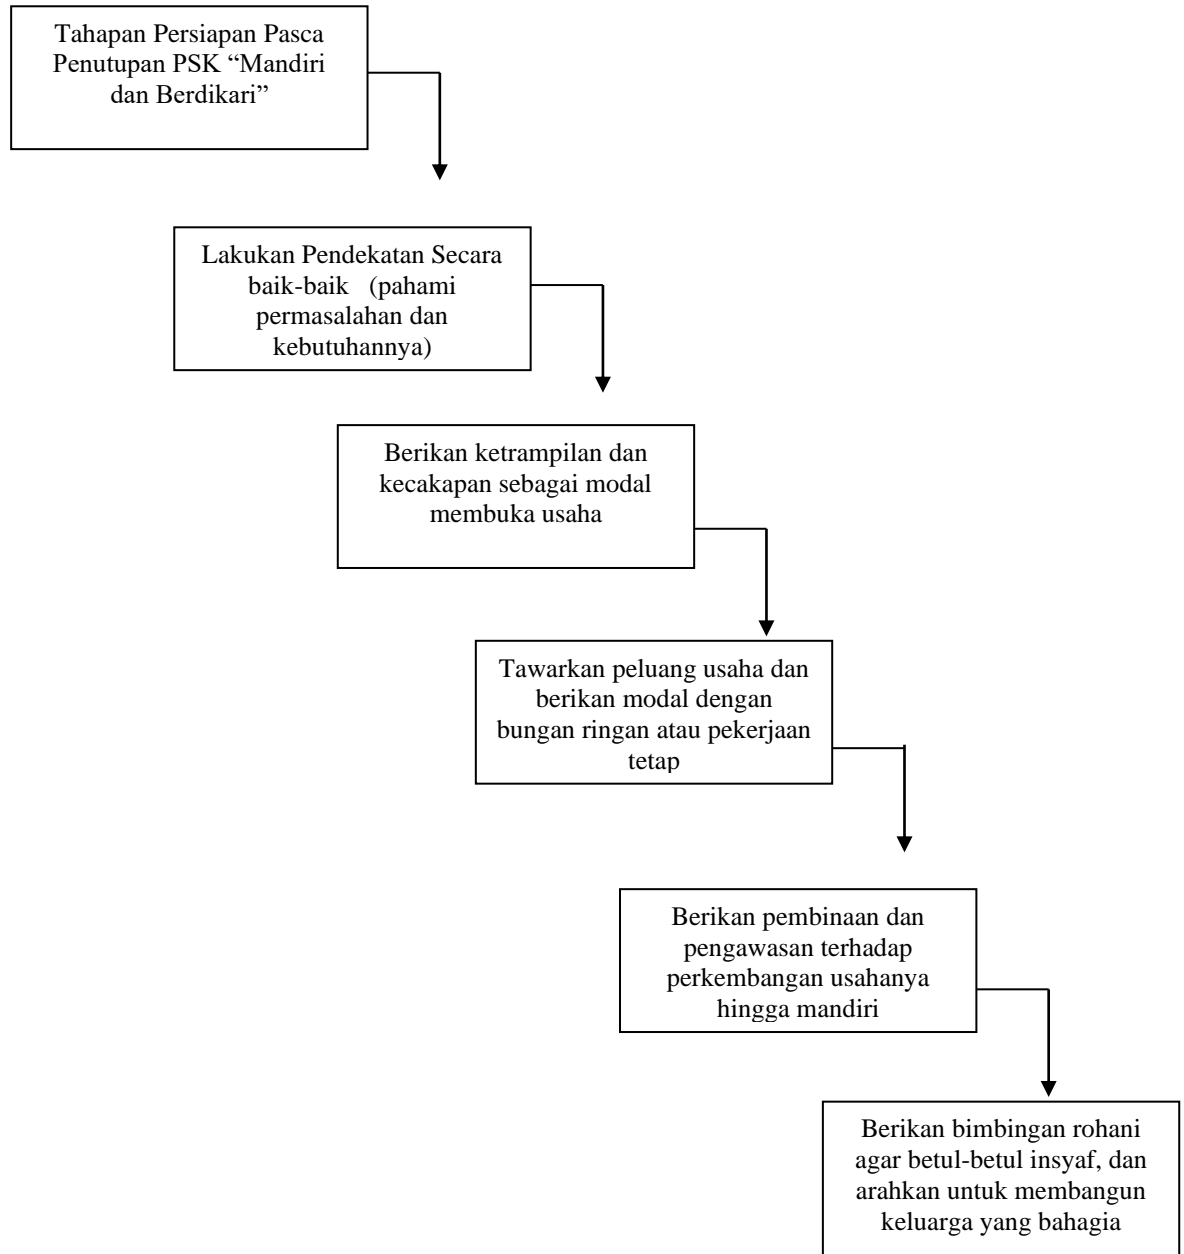 Tahapan Persiapan Pasca
Penutupan PSK “Mandiri
dan Berdikari”
Lakukan Pendekatan Secara
baik-baik (pahami
permasalahan dan
kebutuhannya)
Berikan ketrampilan dan
kecakapan sebagai modal
membuka usaha
Tawarkan peluang usaha dan
berikan modal dengan
bungan ringan atau pekerjaan
tetap
Berikan pembinaan dan
pengawasan terhadap
perkembangan usahanya
hingga mandiri
Berikan bimbingan rohani
agar betul-betul insyaf, dan
arahkan untuk membangun
keluarga yang bahagia